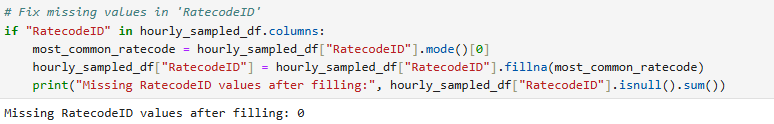 # Fix missing values in 'RatecodeID'
if "RatecodeID" in hourly_sampled_df.columns:
    most_common_ratecode = hourly_sampled_df["RatecodeID"].mode()[0]
    hourly_sampled_df["RatecodeID"] = hourly_sampled_df["RatecodeID"].fillna(most_common_ratecode)
    print("Missing RatecodeID values after filling:", hourly_sampled_df["RatecodeID"].isnull().sum())
Missing RatecodeID values after filling: 0